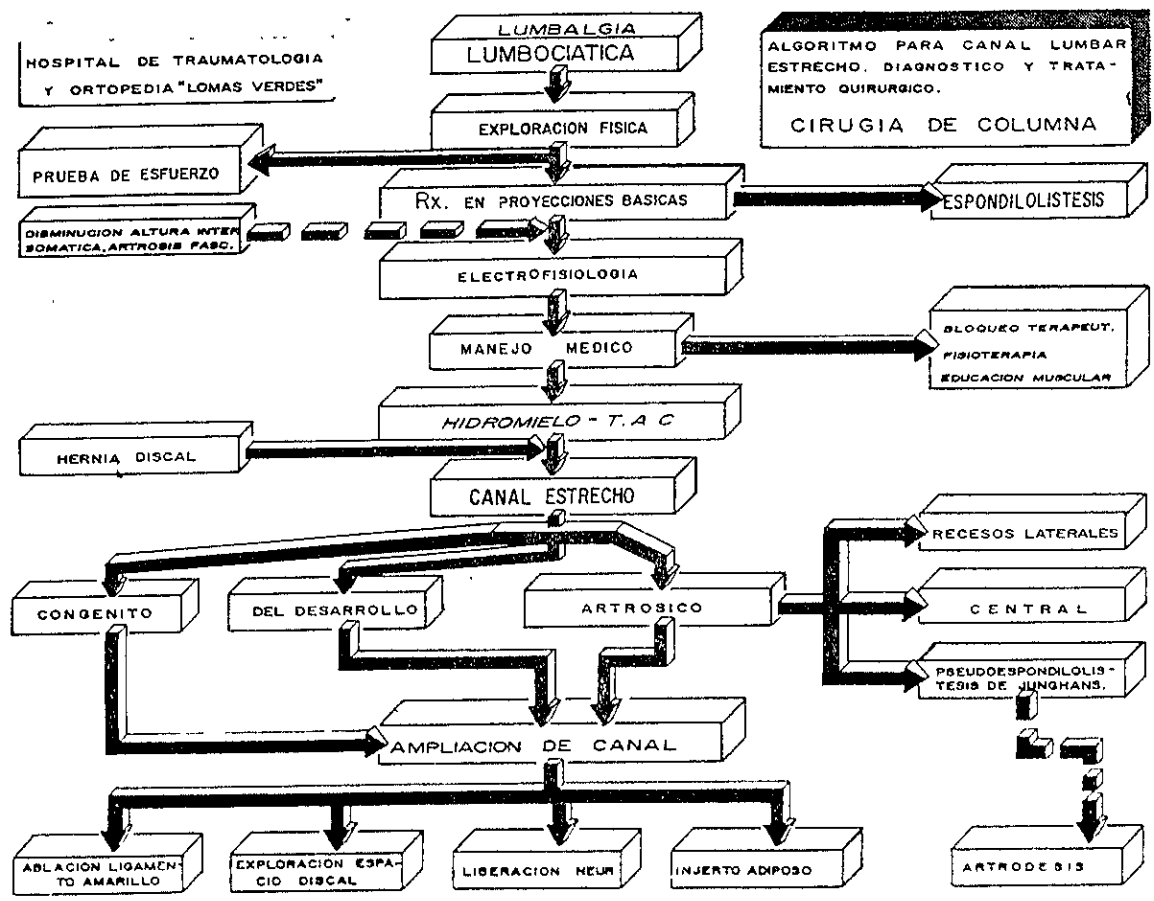 HOSPITAL DE TRAUMATOLOGIA
Y ORTOPEDIA "LOMAS VERDES"
LUMBALGIA
LUMBOCIATICA
ALGORITMO PARA CANAL LUMBAR
ESTRECHO. DIAGNOSTICO Y TRATA-
MIENTO QUIRURGICO.
CIRUGIA DE COLUMNA
EXPLORACION FISICA
PRUEBA DE ESFUERZO
Rx. EN PROYECCIONES BASICAS
ESPONDILOLISTESIS
DISMINUCION ALTURA INTER
SOMATICA, ARTROSIS FASC.
ELECTROFISIOLOGIA
MANEJO MEDICO
BLOQUEO TERAPEUT.
FISIOTERAPIA
EDUCACION MUSCULAR
HIDROMIELO - T. A C
HERNIA DISCAL
CANAL ESTRECHO
RECESOS LATERALES
CONGENITO
DEL DESARROLLO
ARTROSICO
CENTRAL
PSEUDOESPONDILOLIS-
TESIS DE JUNGHANS.
AMPLIACION DE CANAL
ABLACION LIGAMEN-
TO AMARILLO
EXPLORACION ESPA-
CIO DISCAL
LIBERACION NEUR
INJERTO ADIPOSO
ARTRODESIS